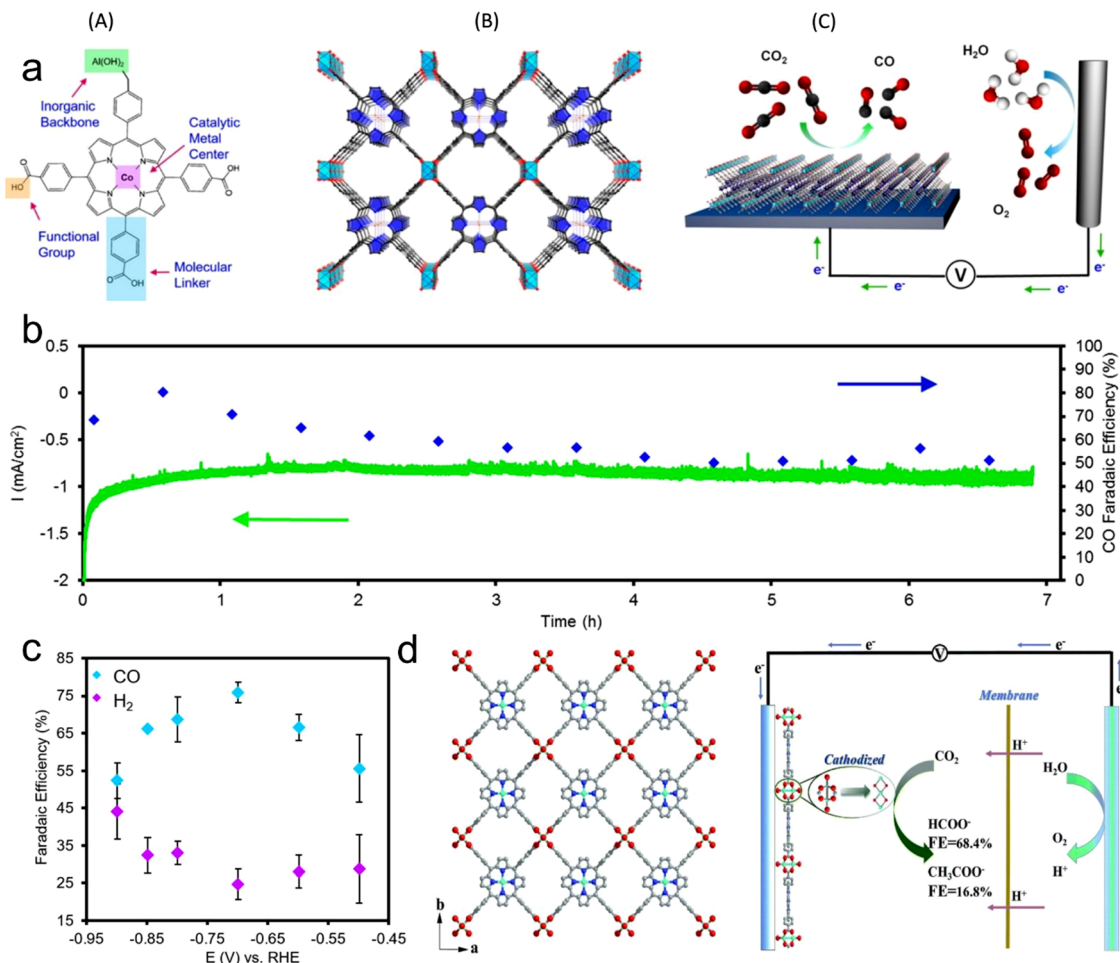 (A)
(B)
(C)
a
Al(OH)2
Inorganic
Backbone
Catalytic
Metal
Center
N
N
N
N
Co
O
HO
O
OH
Functional
Group
O
OH
Molecular
Linker
CO2
CO
H2O
O2
e-
e-
V
e-
e-
b
I (mA/cm2)
0.5
0
-0.5
-1
-1.5
-2
0
1
2
3
4
5
6
7
Time (h)
100
90
80
70
60
50
40
30
20
10
0
CO Faradaic Efficiency (%)
c
Faradaic Efficiency (%)
85
75
65
55
45
35
25
15
CO
H2
-0.95
-0.85
-0.75
-0.65
-0.55
-0.45
E (V) vs. RHE
d
b
a
e-
V
e-
e-
e-
Membrane
Cathodized
CO2
H+
H2O
HCOO-
FE=68.4%
CH3COO-
FE=16.8%
O2
H+
H+